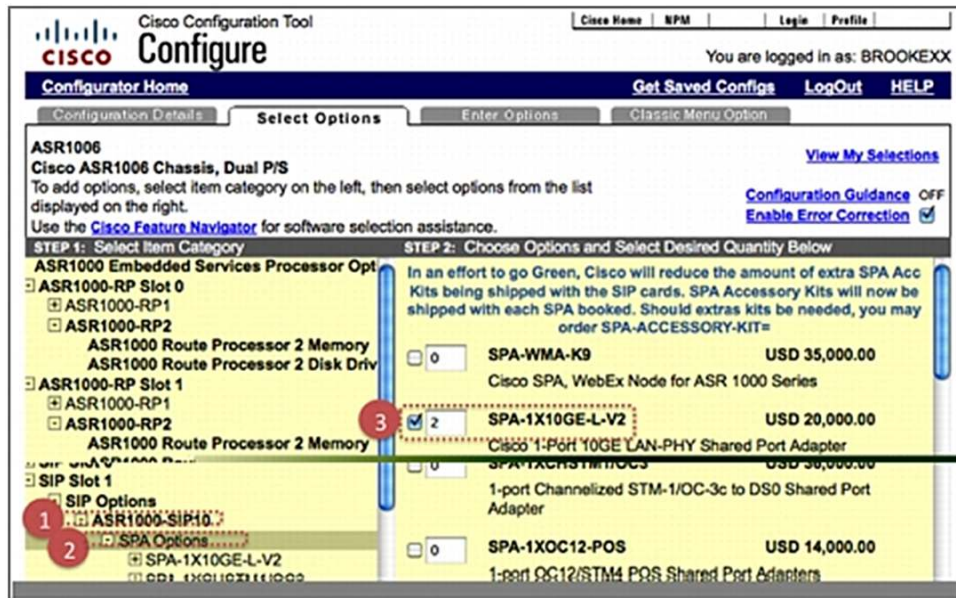 Cisco Configuration Tool
Cisco Home NPM Login Profile
CISCO Configure
You are logged in as: BROOKEXX
Configurator Home Get Saved Configs LogOut HELP
Configuration Details Select Options Enter Options Classic Menu Option
ASR1006
View My Selections
Cisco ASR1006 Chassis, Dual P/S
To add options, select item category on the left, then select options from the list
displayed on the right.
Configuration Guidance OFF
Enable Error Correction
Use the Cisco Feature Navigator for software selection assistance.
STEP 1: Select Item Category
ASR1000 Embedded Services Processor Opt
ASR1000-RP Slot 0
ASR1000-RP1
ASR1000-RP2
ASR1000 Route Processor 2 Memory
ASR1000 Route Processor 2 Disk Driv
ASR1000-RP Slot 1
ASR1000-RP1
ASR1000-RP2
ASR1000 Route Processor 2 Memory
SIP Slot 1
SIP Options
1 ASR1000-SIP10
2 SPA Options
SPA-1X10GE-L-V2
STEP 2: Choose Options and Select Desired Quantity Below
In an effort to go Green, Cisco will reduce the amount of extra SPA Acc
Kits being shipped with the SIP cards. SPA Accessory Kits will now be
shipped with each SPA booked. Should extras kits be needed, you may
order SPA-ACCESSORY-KIT=
0 SPA-WMA-K9 USD 35,000.00
Cisco SPA, WebEx Node for ASR 1000 Series
3 2 SPA-1X10GE-L-V2 USD 20,000.00
Cisco 1-Port 10GE LAN-PHY Shared Port Adapter
0 SPA-1XCHSTM1/OC3 USD 30,000.00
1-port Channelized STM-1/OC-3c to DS0 Shared Port
Adapter
0 SPA-1XOC12-POS USD 14,000.00
1-port OC12/STM4 POS Shared Port Adapters